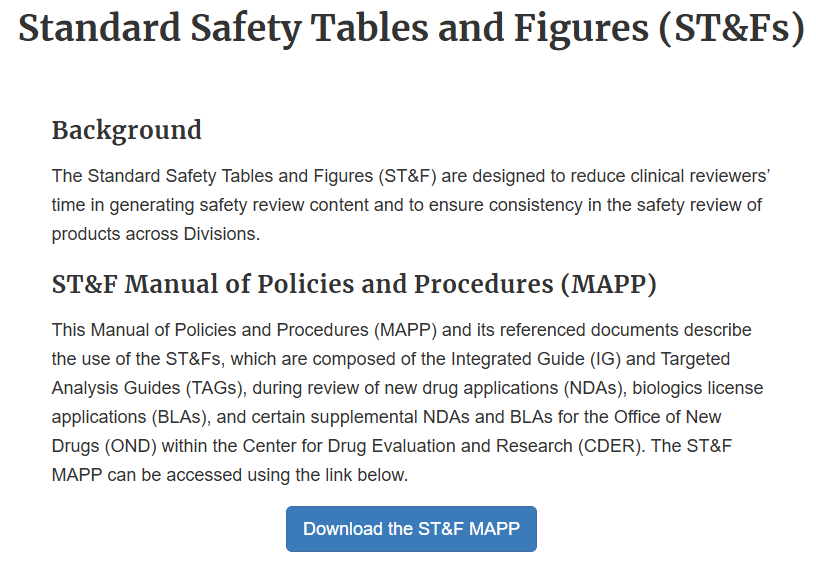 Standard Safety Tables and Figures (ST&Fs)
Background
The Standard Safety Tables and Figures (ST&F) are designed to reduce clinical reviewers’
time in generating safety review content and to ensure consistency in the safety review of
products across Divisions.
ST&F Manual of Policies and Procedures (MAPP)
This Manual of Policies and Procedures (MAPP) and its referenced documents describe
the use of the ST&Fs, which are composed of the Integrated Guide (IG) and Targeted
Analysis Guides (TAGs), during review of new drug applications (NDAs), biologics license
applications (BLAs), and certain supplemental NDAs and BLAs for the Office of New
Drugs (OND) within the Center for Drug Evaluation and Research (CDER). The ST&F
MAPP can be accessed using the link below.
Download the ST&F MAPP